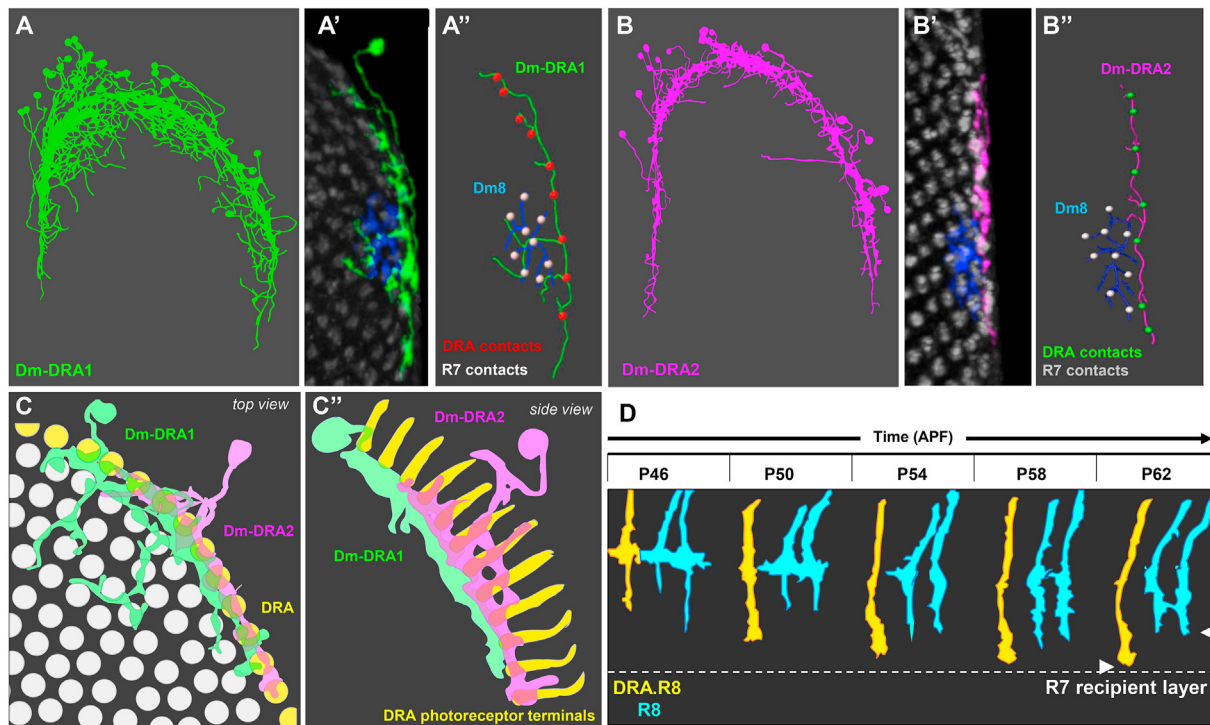 A
Dm-DRA1
A’
A”
Dm-DRA1
Dm8
DRA contacts
R7 contacts
B
Dm-DRA2
B’
B”
Dm-DRA2
Dm8
DRA contacts
R7 contacts
C
top view
Dm-DRA1
Dm-DRA2
DRA
C”
side view
Dm-DRA2
Dm-DRA1
DRA photoreceptor terminals
D
Time (APF)
P46 P50 P54 P58 P62
DRA.R8
R8
R7 recipient layer